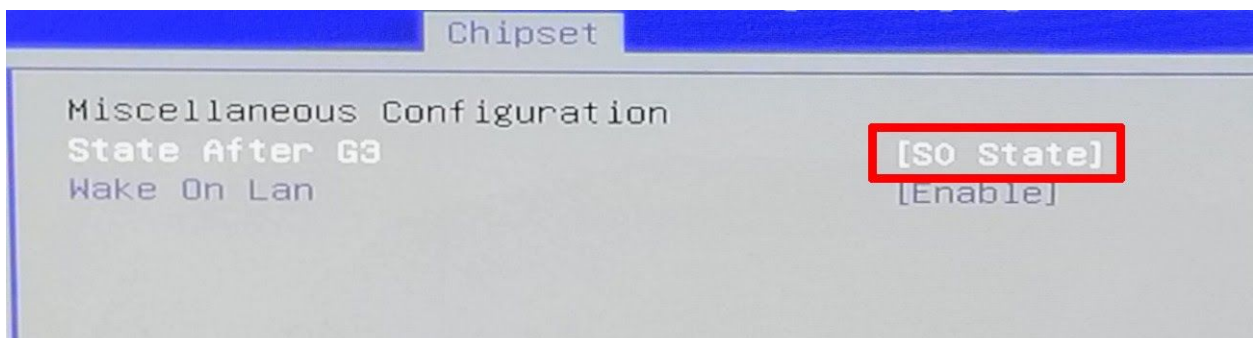 Chipset
Miscellaneous Configuration
State After G3 [S0 State]
Wake On Lan [Enable]